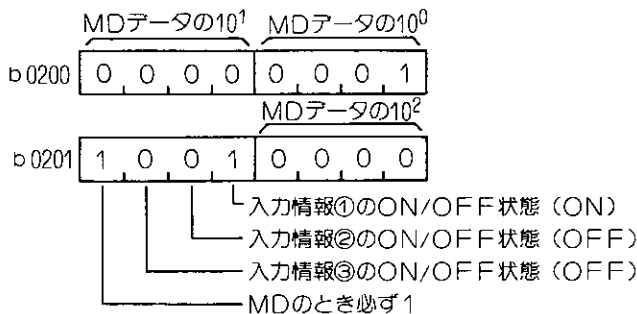 MDデータの10¹ MDデータの10⁰
b0200 0 0 0 0 0 0 0 1
MDデータの10²
b0201 1 0 0 1 0 0 0 0
入力情報①のON/OFF状態（ON）
入力情報②のON/OFF状態（OFF）
入力情報③のON/OFF状態（OFF）
MDのとき必ず1